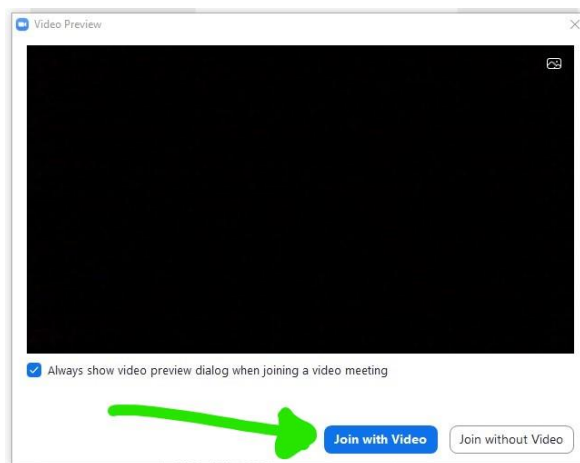 Video Preview
Always show video preview dialog when joining a video meeting
Join with Video
Join without Video